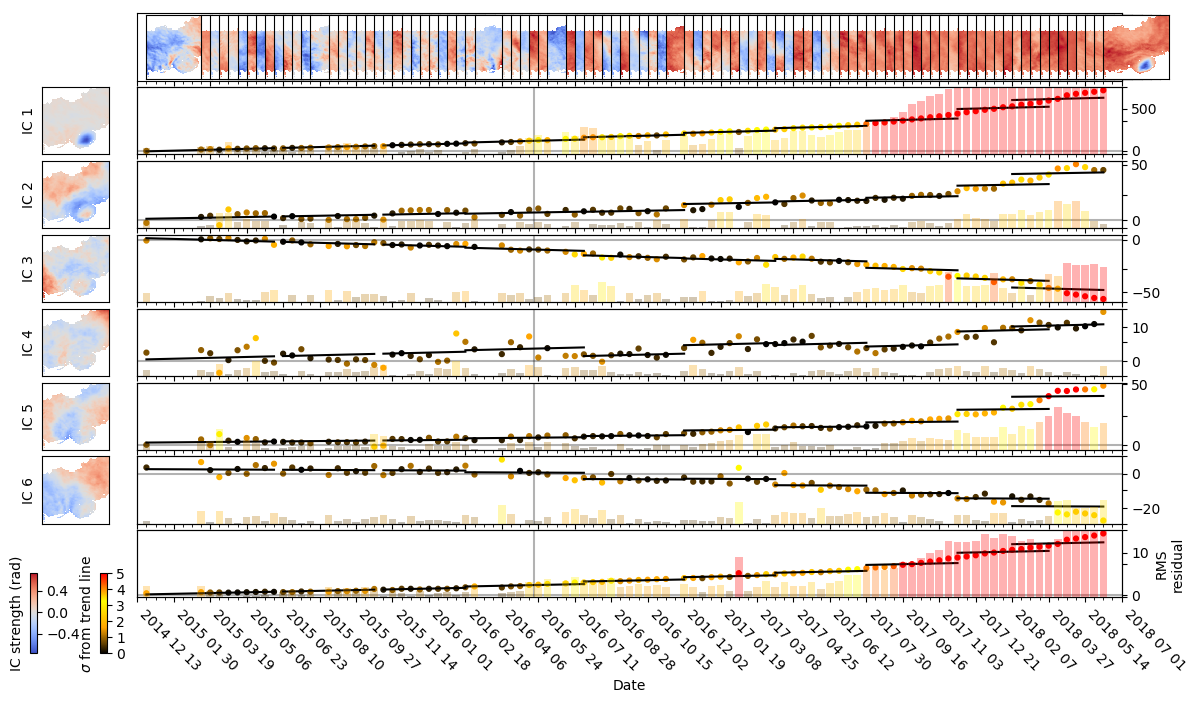 IC 1
500
0
IC 2
50
0
IC 3
0
−50
IC 4
10
0
IC 5
50
0
IC 6
0
−20
10
0
RMS
residual
IC strength (rad)
0.4
0.0
−0.4
σ from trend line
5
4
3
2
1
0
2014 12 13
2015 01 30
2015 03 19
2015 05 06
2015 06 23
2015 08 10
2015 09 27
2015 11 14
2016 01 01
2016 02 18
2016 04 06
2016 05 24
2016 07 11
2016 08 28
2016 10 15
2016 12 02
2017 01 19
2017 03 08
2017 04 25
2017 06 12
2017 07 30
2017 09 16
2017 11 03
2017 12 21
2018 02 07
2018 03 27
2018 05 14
2018 07 01
Date